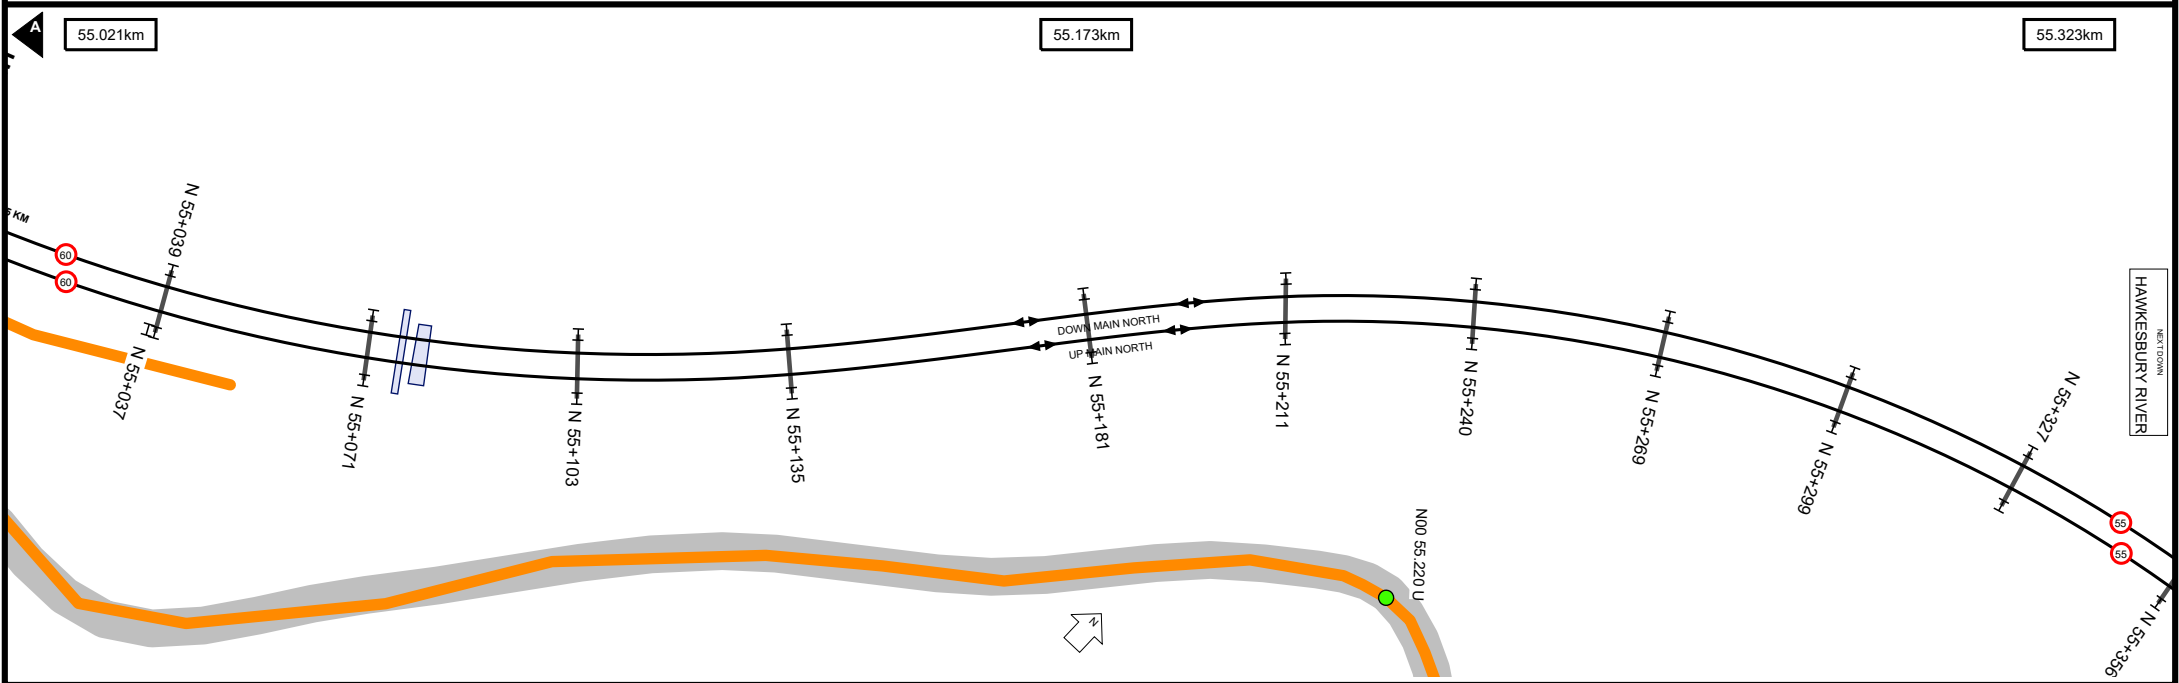 A
55.021km
55.173km
55.323km
KM
60
60
N 55+039
N 55+037
N 55+071
N 55+103
N 55+135
DOWN MAIN NORTH
UP MAIN NORTH
N 55+181
N 55+211
N 55+240
N 55+269
N 55+299
N 55+327
NEXT DOWN
HAWKESBURY RIVER
55
55
N 55+356
N00 55.220 U
N